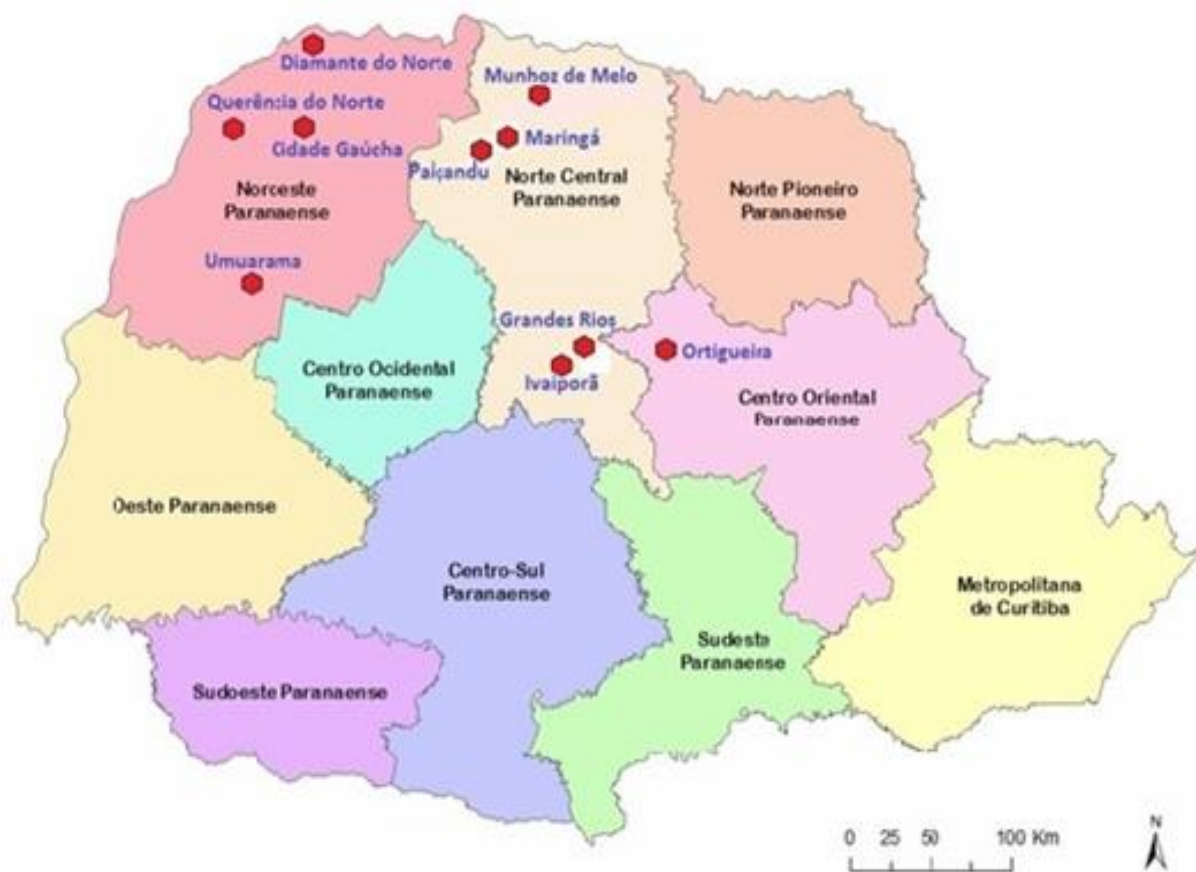 Diamante do Norte
Munhoz de Melo
Querência do Norte
Cidade Gaúcha
Maringá
Paiçandu
Norceste
Paranaense
Norte Central
Paranaense
Norte Pioneiro
Paranaense
Umuarama
Grandes Rios
Ortigueira
Ivaiporã
Centro Ocidental
Paranaense
Centro Oriental
Paranaense
Oeste Paranaense
Centro-Sul
Paranaense
Metropolitana
de Curitiba
Sudeste
Paranaense
Sudoeste Paranaense
0 25 50 100 Km
N